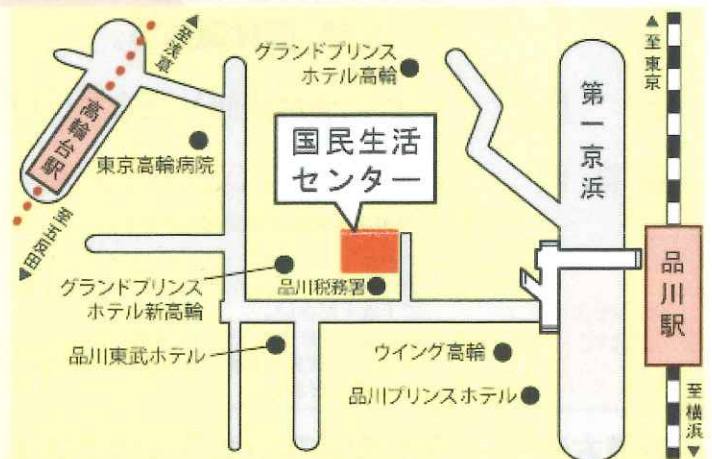 ▲至浅草
高輪台駅
至五反田▼
グランドプリンス
ホテル高輪
東京高輪病院
国民生活
センター
第一京浜
▲至東京
品川駅
至横浜▼
グランドプリンス
ホテル新高輪
品川税務署
品川東武ホテル
ウイング高輪
品川プリンスホテル